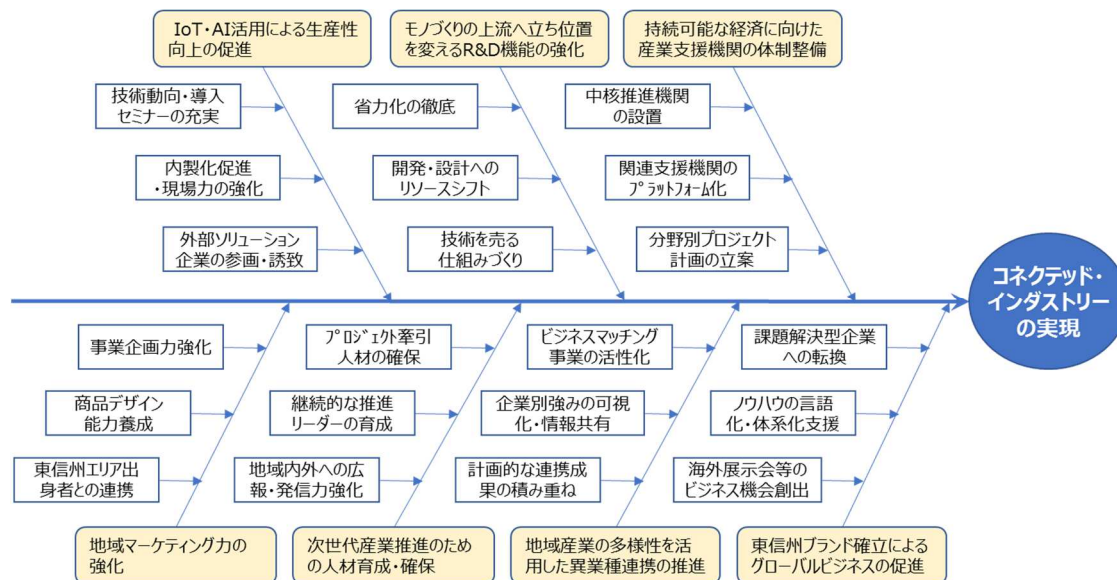 IoT・AI活用による生産性
向上の促進
技術動向・導入
セミナーの充実
内製化促進
・現場力の強化
外部ソリューション
企業の参画・誘致
モノづくりの上流へ立ち位置
を変えるR&D機能の強化
省力化の徹底
開発・設計への
リソースシフト
技術を売る
仕組みづくり
持続可能な経済に向けた
産業支援機関の体制整備
中核推進機関
の設置
関連支援機関の
プラットフォーム化
分野別プロジェクト
計画の立案
コネクテッド・
インダストリー
の実現
事業企画力強化
商品デザイン
能力養成
東信州エリア出
身者との連携
地域マーケティング力の
強化
プロジェクト牽引
人材の確保
継続的な推進
リーダーの育成
地域内外への広
報・発信力強化
次世代産業推進のため
の人材育成・確保
ビジネスマッチング
事業の活性化
企業別強みの可視
化・情報共有
計画的な連携成
果の積み重ね
地域産業の多様性を活
用した異業種連携の推進
課題解決型企業
への転換
ノウハウの言語
化・体系化支援
海外展示会等の
ビジネス機会創出
東信州ブランド確立による
グローバルビジネスの促進